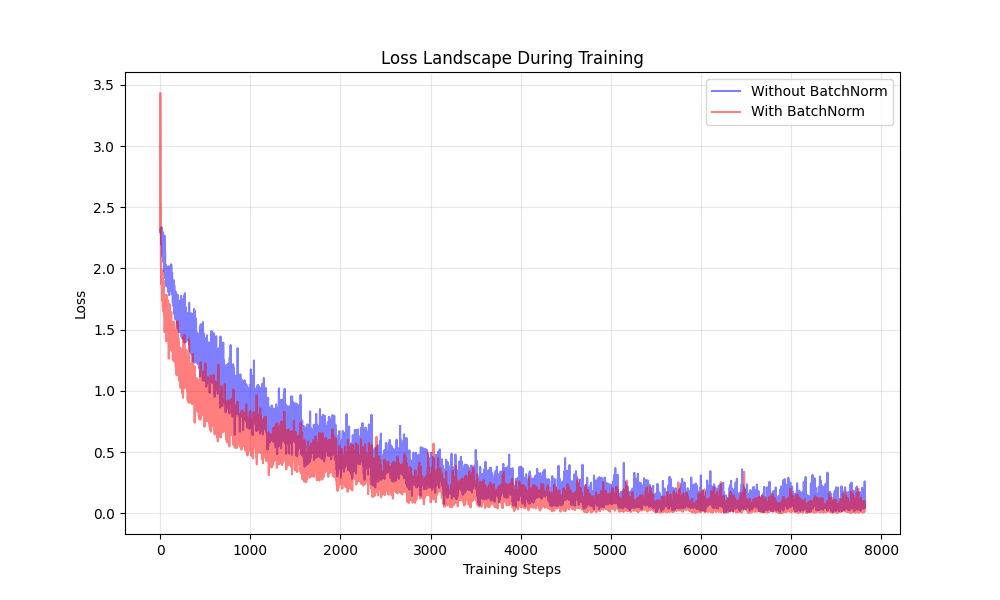 Loss Landscape During Training
Without BatchNorm
With BatchNorm
3.5
3.0
2.5
2.0
1.5
1.0
0.5
0.0
Loss
0 1000 2000 3000 4000 5000 6000 7000 8000
Training Steps